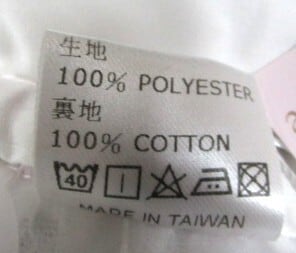 生地
100% POLYESTER
裏地
100% COTTON
40
MADE IN TAIWAN